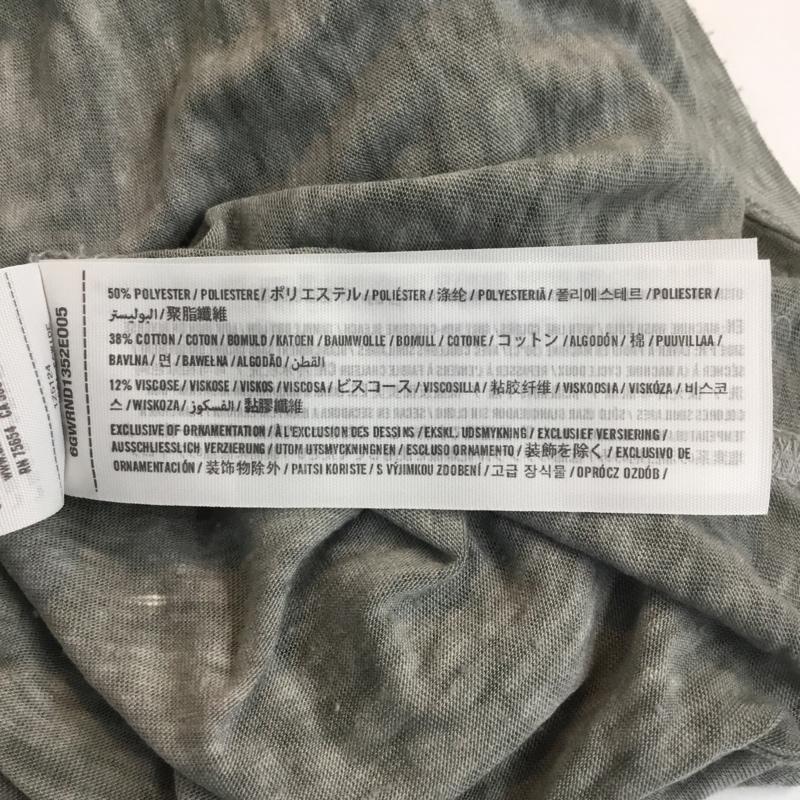 50% POLYESTER / POLIESTERE / ポリエステル / POLIÉSTER / 涤纶 / POLYESTERIÄ / 폴리에스테르 / POLIESTER /
البوليستر / 聚脂纖維
38% COTTON / COTON / BOMULD / KATOEN / BAUMWOLLE / BOMULL / COTONE / コットン / ALGODÓN / 棉 / PUUVILLAA /
BAVLNA / 면 / BAWEŁNA / ALGODÃO / القطن
12% VISCOSE / VISKOSE / VISKOS / VISCOSA / ビスコース / VISCOSILLA / 粘胶纤维 / VISKOOSIA / VISKÓZA / 비스코
스 / WISKOZA / الفسكوز / 黏膠纖維
EXCLUSIVE OF ORNAMENTATION / À L'EXCLUSION DES DESSINS / EKSKL. UDSMYKNING / EXCLUSIEF VERSIERING /
AUSSCHLIESSLICH VERZIERUNG / UTOM UTSMYCKNINGNEN / ESCLUSO ORNAMENTO / 装飾を除く / EXCLUSIVO DE
ORNAMENTACIÓN / 装饰物除外 / PAITSI KORISTE / S VÝJIMKOU ZDOBENÍ / 고급 장식물 / OPRÓCZ OZDÓB /
6GWRND1352E005
RN 75654